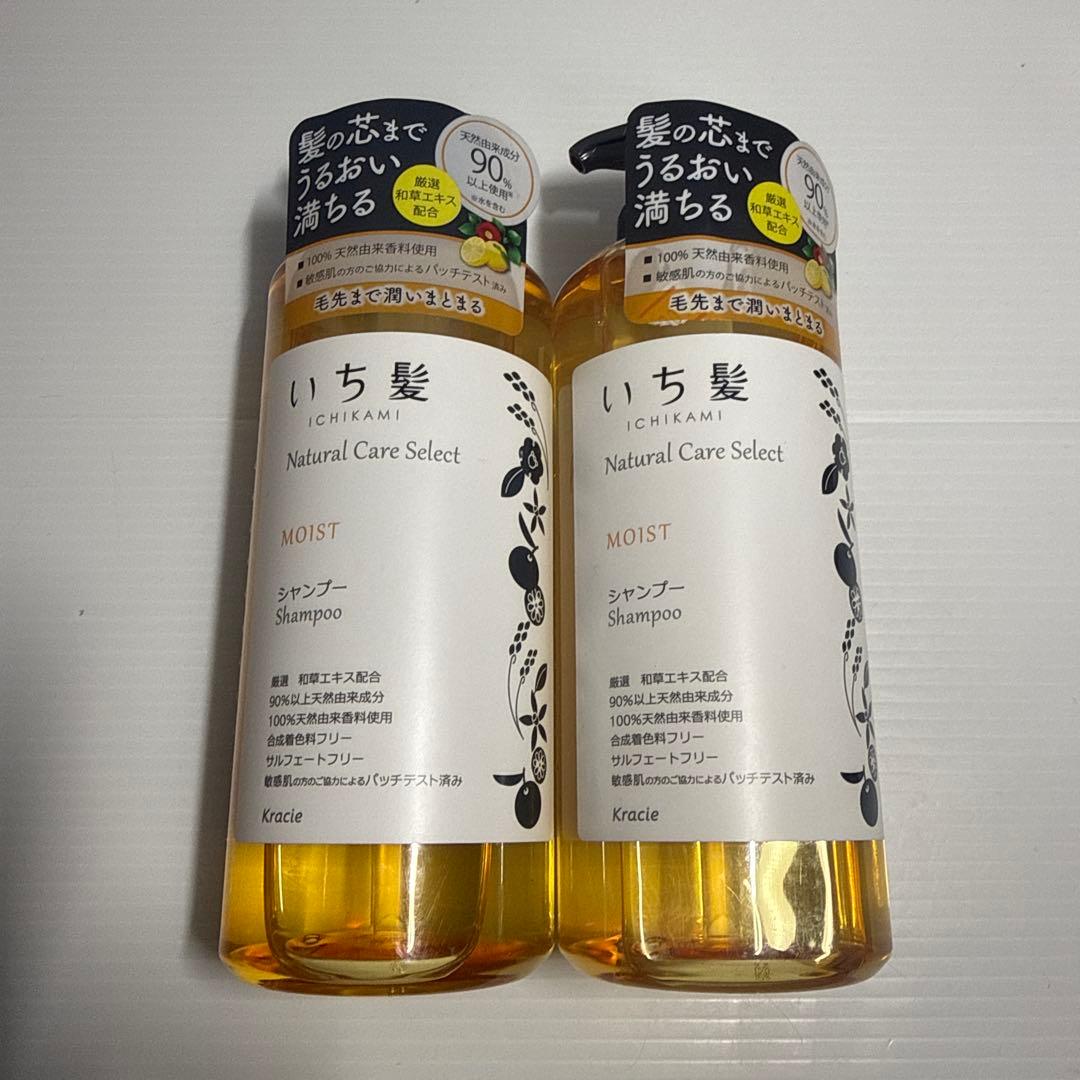 髪の芯まで
うるおい
満ちる
天然由来成分
90%
以上使用※
※水を含む
厳選
和草エキス
配合
■ 100% 天然由来香料使用
■ 敏感肌の方のご協力によるパッチテスト済み
毛先まで潤いまとまる
いち髪
ICHIKAMI
Natural Care Select
MOIST
シャンプー
Shampoo
厳選 和草エキス配合
90%以上天然由来成分
100%天然由来香料使用
合成着色料フリー
サルフェートフリー
敏感肌の方のご協力によるパッチテスト済み
Kracie
髪の芯まで
うるおい
満ちる
天然由来成分
90%
以上使用※
※水を含む
厳選
和草エキス
配合
■ 100% 天然由来香料使用
■ 敏感肌の方のご協力によるパッチテスト済み
毛先まで潤いまとまる
いち髪
ICHIKAMI
Natural Care Select
MOIST
シャンプー
Shampoo
厳選 和草エキス配合
90%以上天然由来成分
100%天然由来香料使用
合成着色料フリー
サルフェートフリー
敏感肌の方のご協力によるパッチテスト済み
Kracie